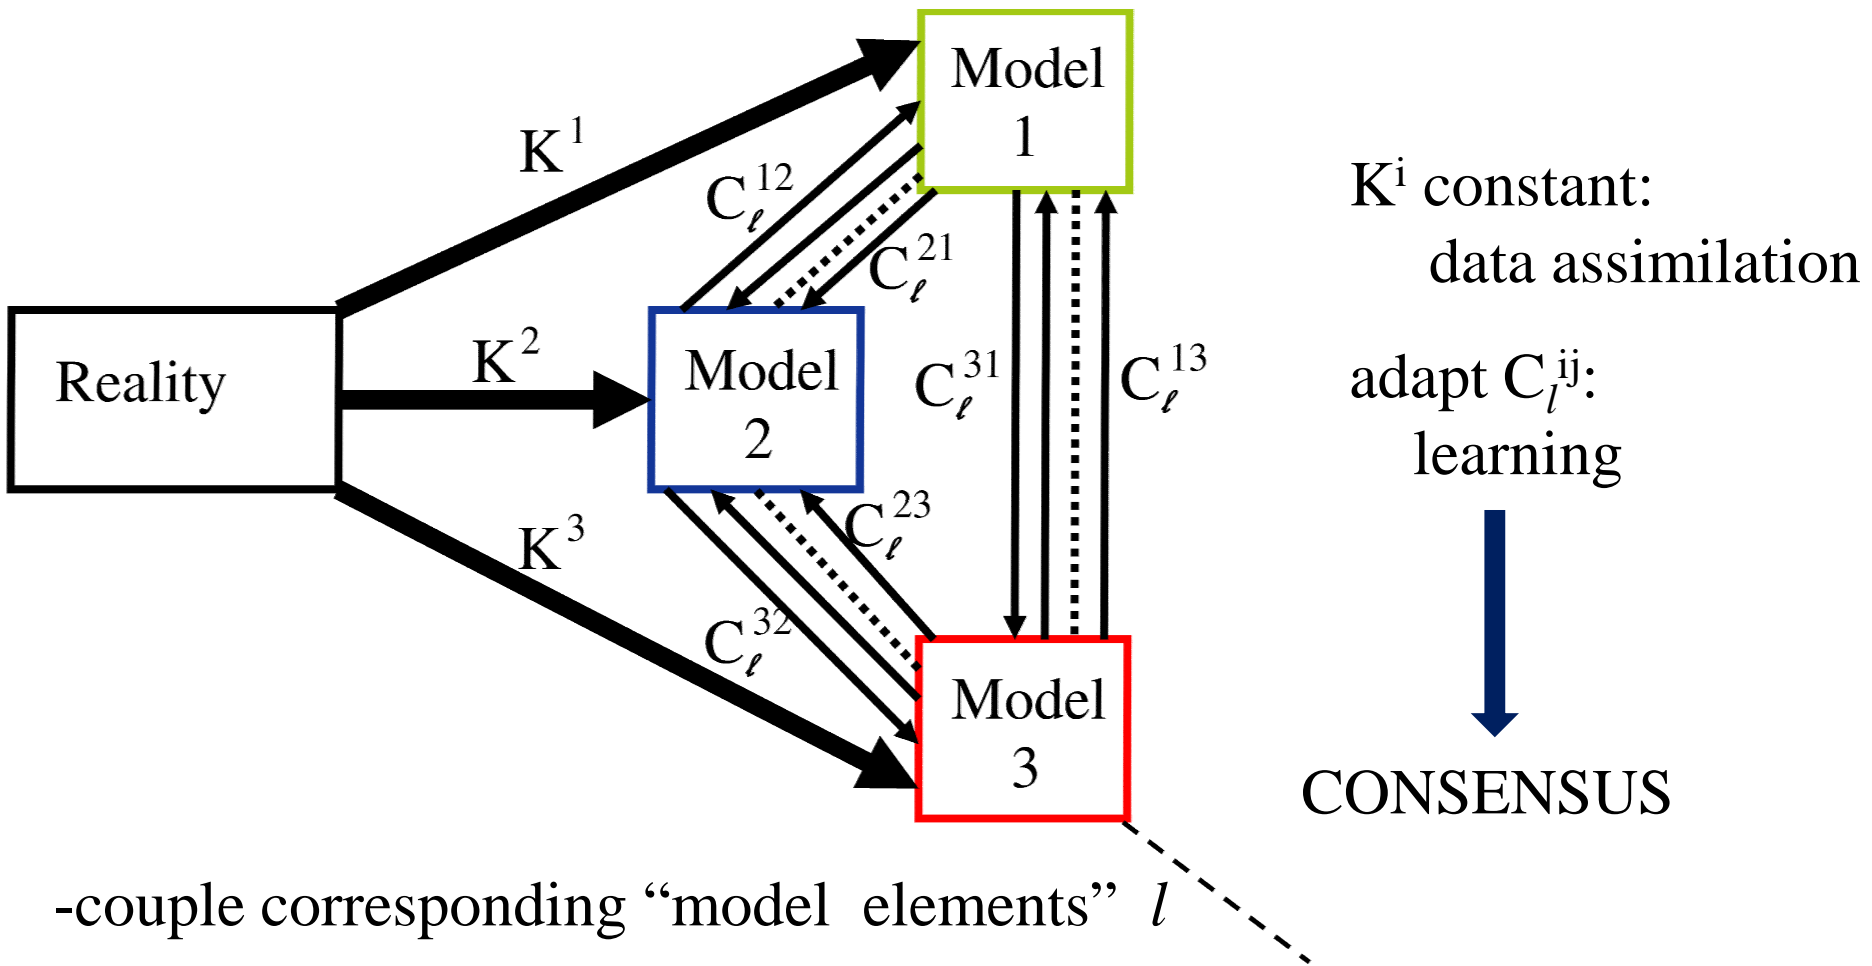 Model
1
K¹
C_ℓ^12
C_ℓ^21
Kⁱ constant:
data assimilation
Reality
K²
Model
2
C_ℓ^31
C_ℓ^13
adapt C_l^ij:
learning
K³
C_ℓ^23
C_ℓ^32
Model
3
CONSENSUS
-couple corresponding “model elements” l